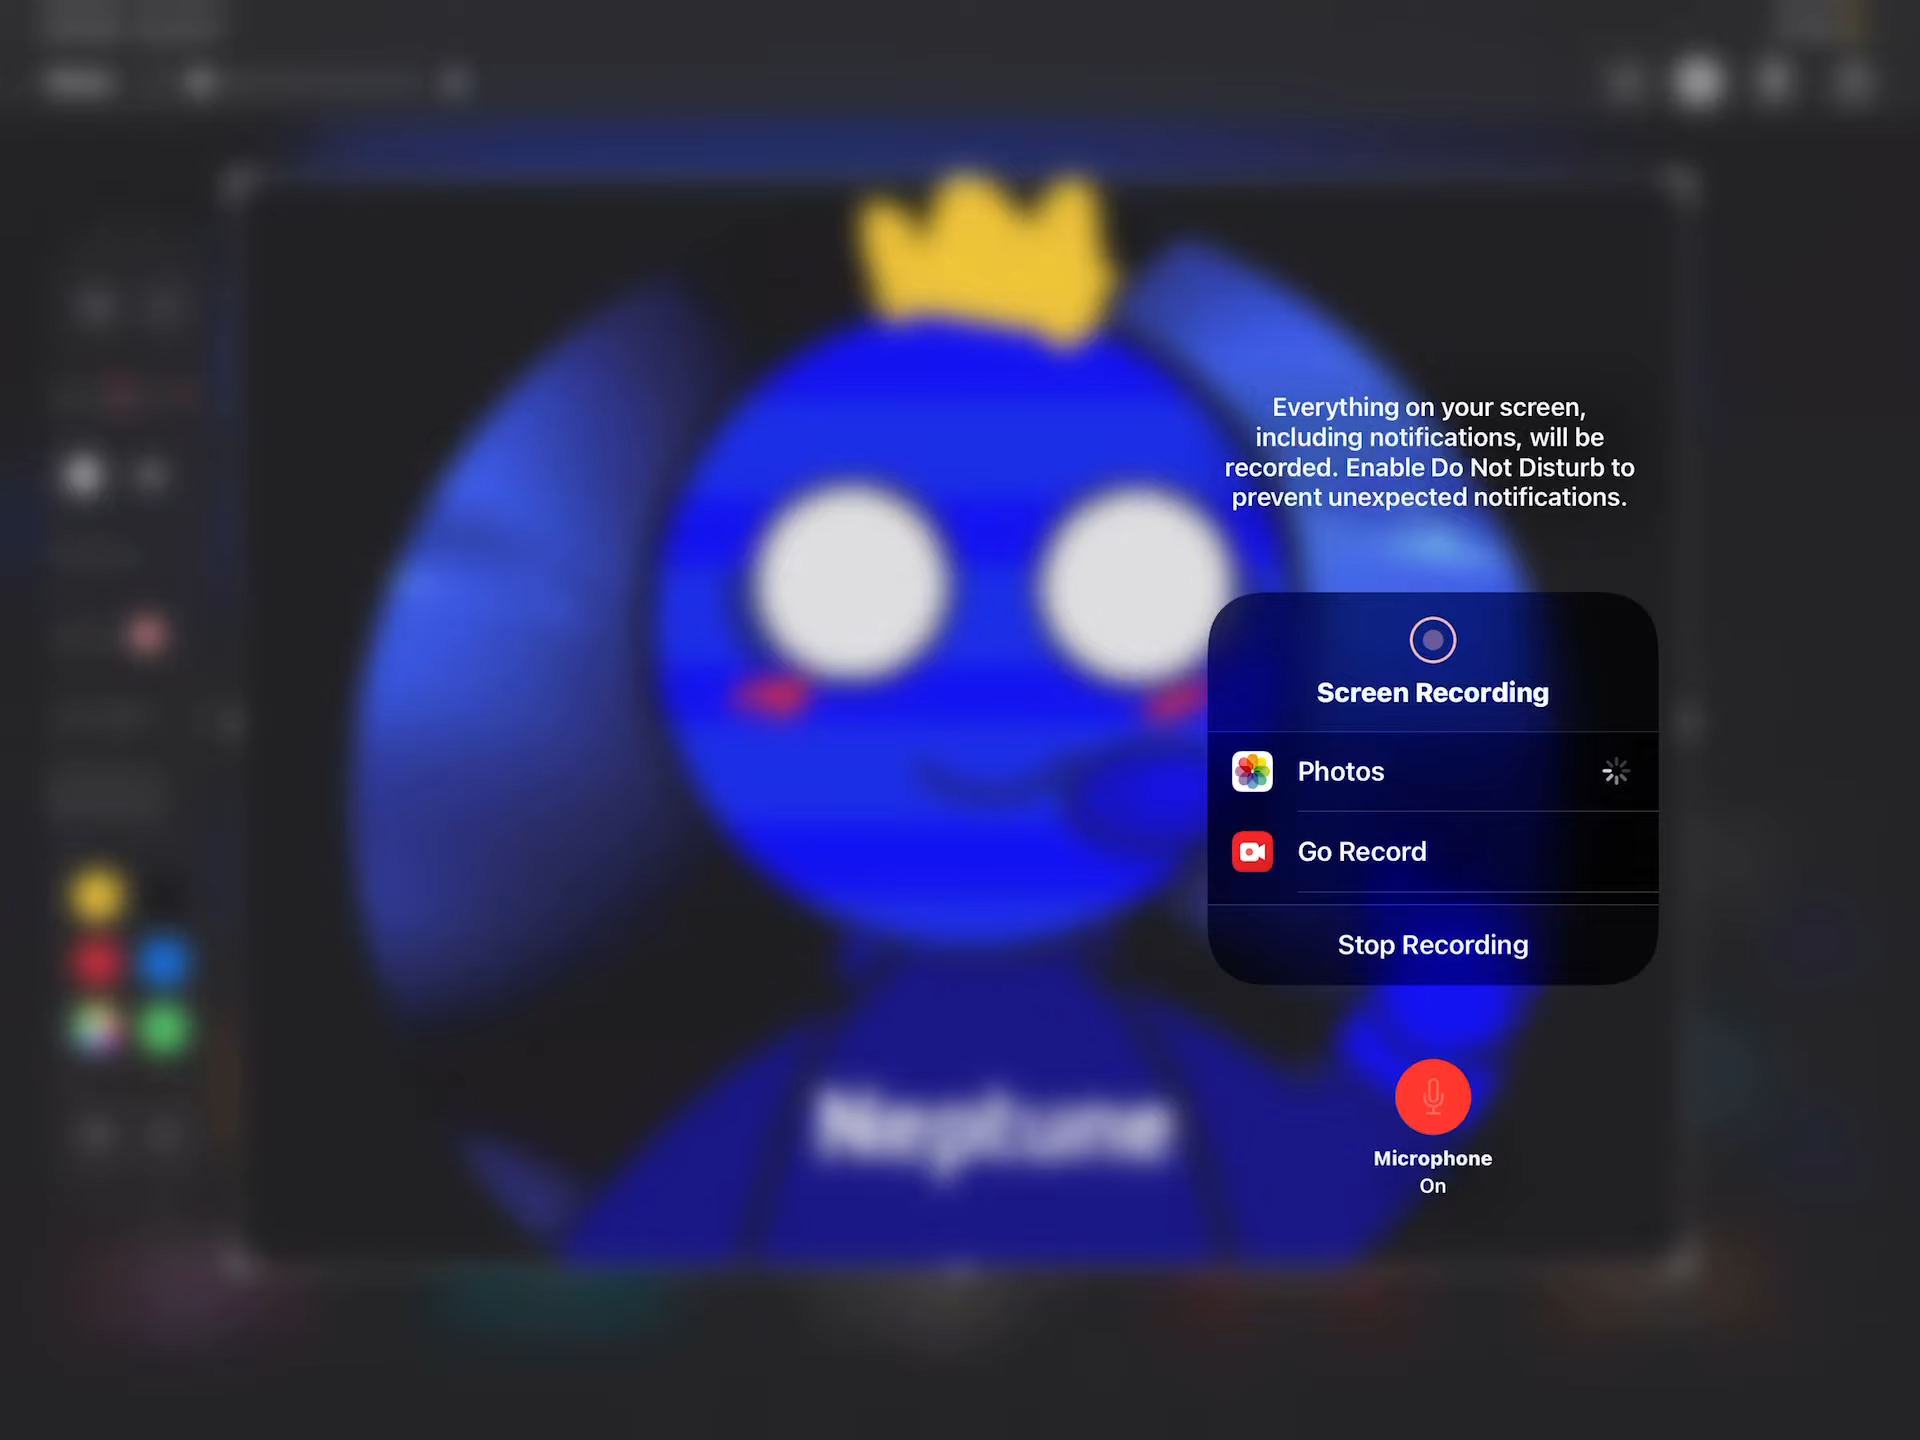 Everything on your screen,
including notifications, will be
recorded. Enable Do Not Disturb to
prevent unexpected notifications.
Screen Recording
Photos
Go Record
Stop Recording
Neptune
Microphone
On